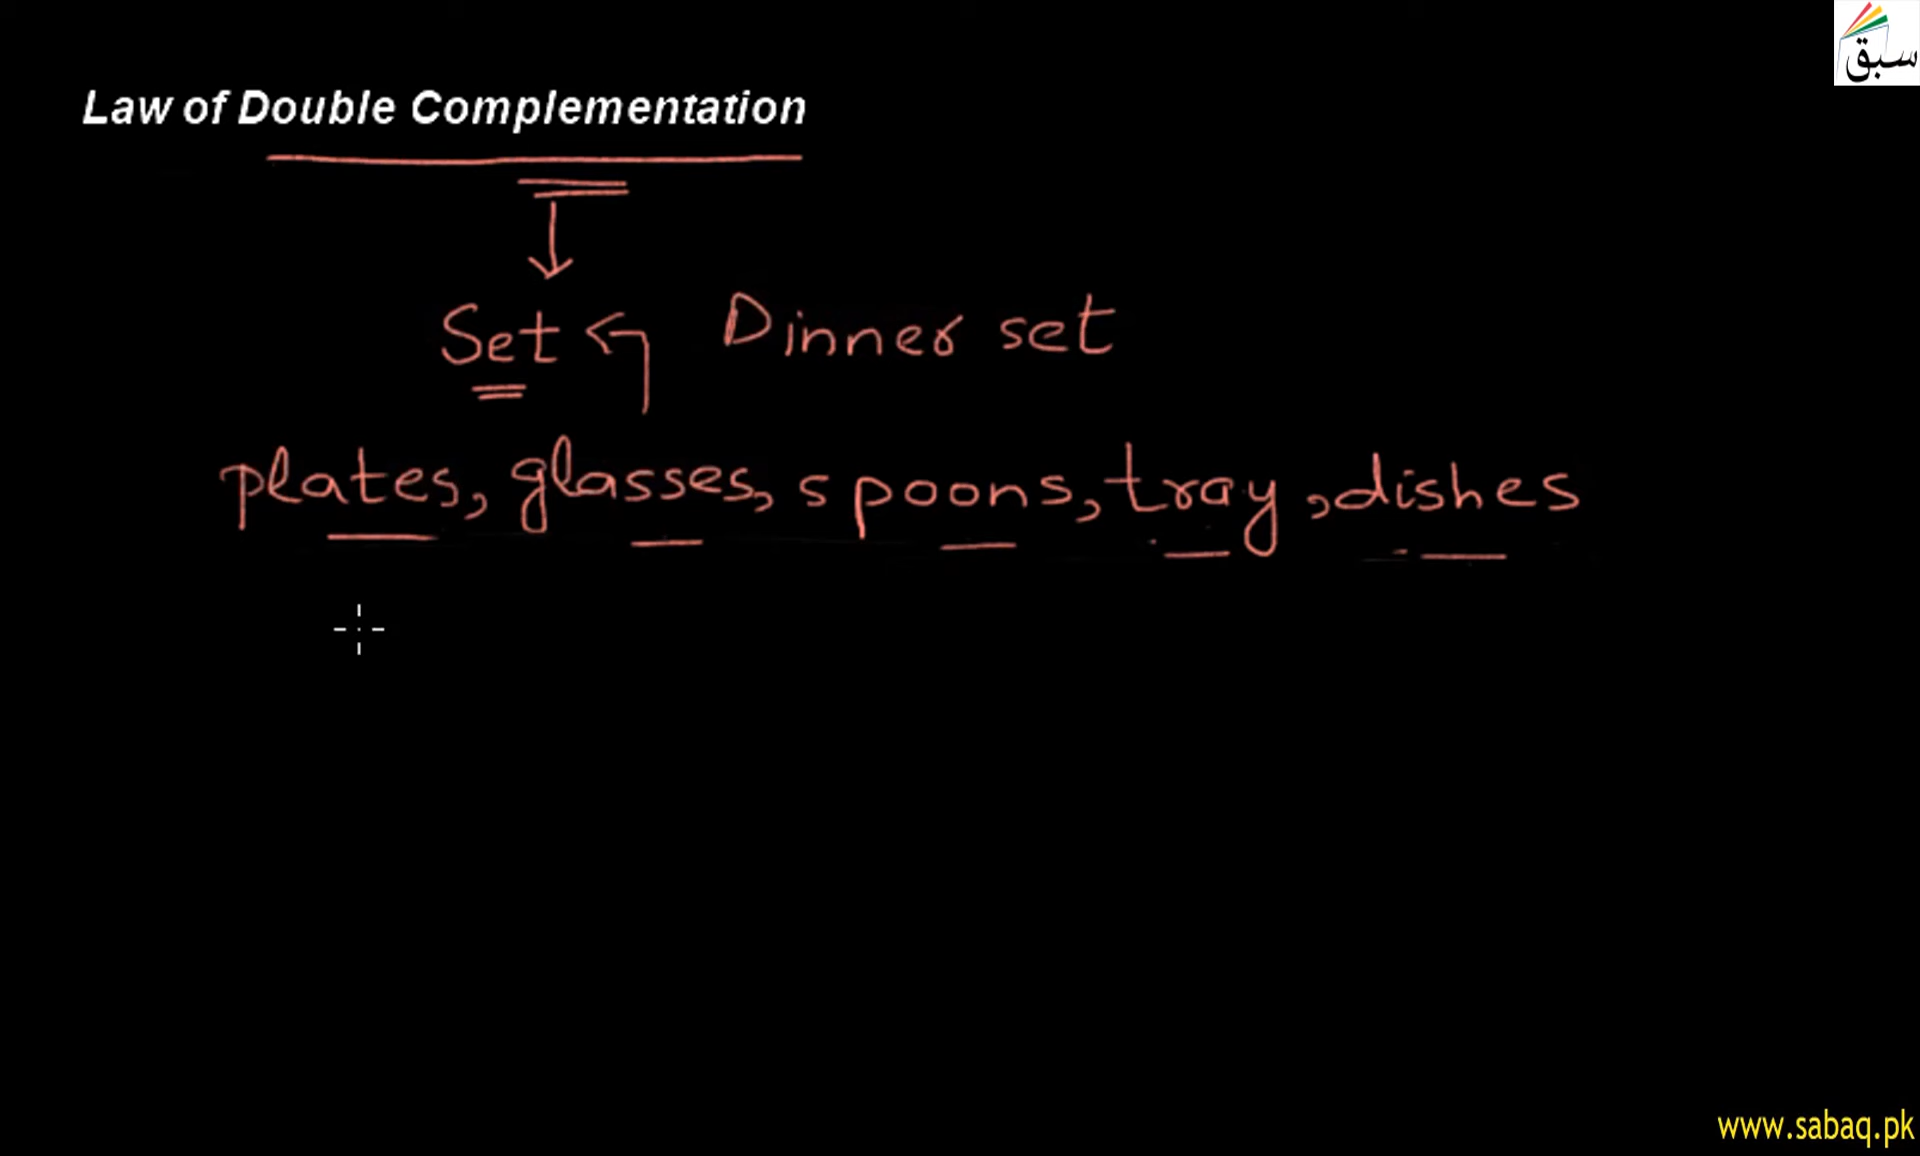 سبق
Law of Double Complementation
Set Dinner set
plates, glasses, spoons, tray, dishes
www.sabaq.pk